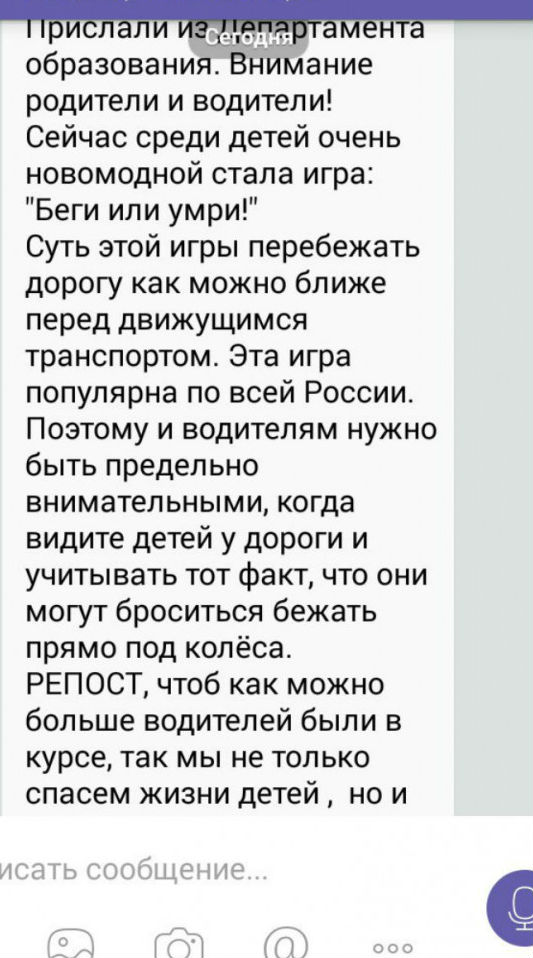 Прислали из Департамента
Сегодня
образования. Внимание
родители и водители!
Сейчас среди детей очень
новомодной стала игра:
"Беги или умри!"
Суть этой игры перебежать
дорогу как можно ближе
перед движущимся
транспортом. Эта игра
популярна по всей России.
Поэтому и водителям нужно
быть предельно
внимательными, когда
видите детей у дороги и
учитывать тот факт, что они
могут броситься бежать
прямо под колёса.
РЕПОСТ, чтоб как можно
больше водителей были в
курсе, так мы не только
спасем жизни детей , но и
исать сообщение...